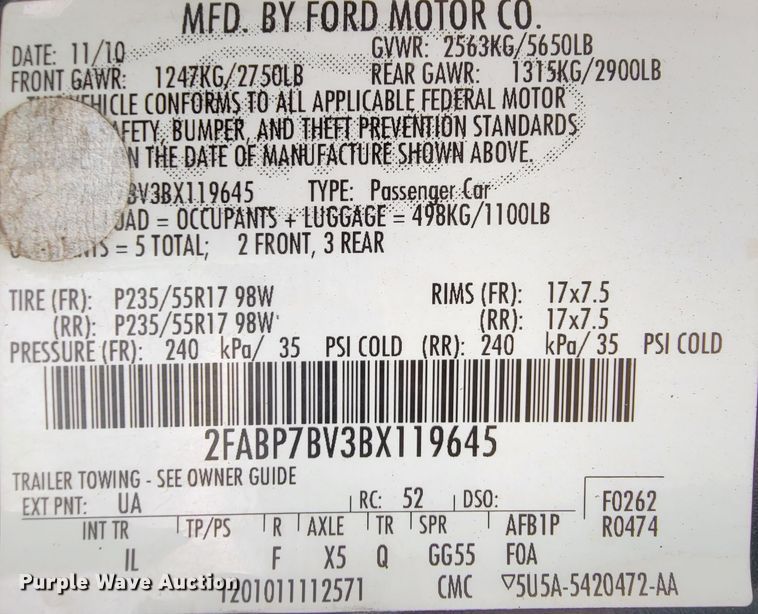 MFD. BY FORD MOTOR CO.
DATE: 11/10 GVWR: 2563KG/5650LB
FRONT GAWR: 1247KG/2750LB REAR GAWR: 1315KG/2900LB
VEHICLE CONFORMS TO ALL APPLICABLE FEDERAL MOTOR
AFETY, BUMPER, AND THEFT PREVENTION STANDARDS
N THE DATE OF MANUFACTURE SHOWN ABOVE.
BV3BX119645 TYPE: Passenger Car
OAD = OCCUPANTS + LUGGAGE = 498KG/1100LB
= 5 TOTAL; 2 FRONT, 3 REAR
TIRE (FR): P235/55R17 98W RIMS (FR): 17x7.5
(RR): P235/55R17 98W (RR): 17x7.5
PRESSURE (FR): 240 kPa/ 35 PSI COLD (RR): 240 kPa/ 35 PSI COLD
2FABP7BV3BX119645
TRAILER TOWING - SEE OWNER GUIDE
EXT PNT: UA RC: 52 DSO: F0262
INT TR TP/PS R AXLE TR SPR AFB1P R0474
IL F X5 Q GG55 F0A
1201011112571 CMC ▽5U5A-5420472-AA
Purple Wave Auction